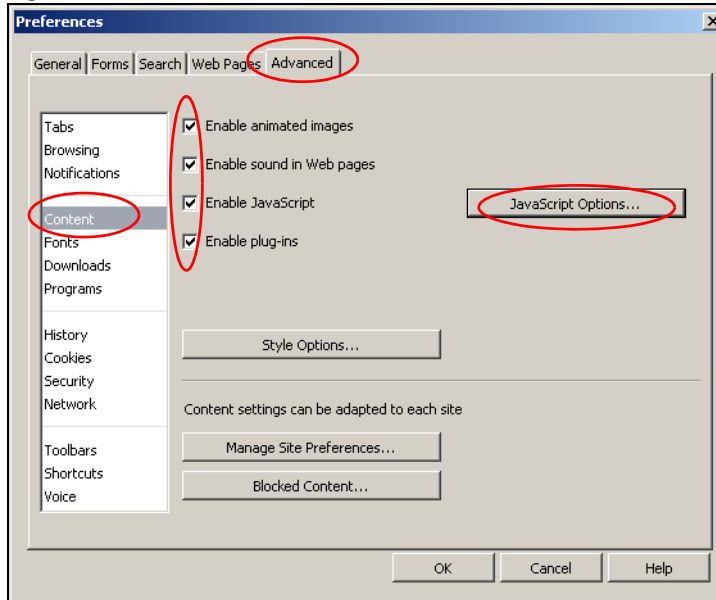 Preferences
General Forms Search Web Pages Advanced
Tabs
Browsing
Notifications
Content
Fonts
Downloads
Programs
History
Cookies
Security
Network
Toolbars
Shortcuts
Voice
Enable animated images
Enable sound in Web pages
Enable JavaScript
JavaScript Options...
Enable plug-ins
Style Options...
Content settings can be adapted to each site
Manage Site Preferences...
Blocked Content...
OK Cancel Help